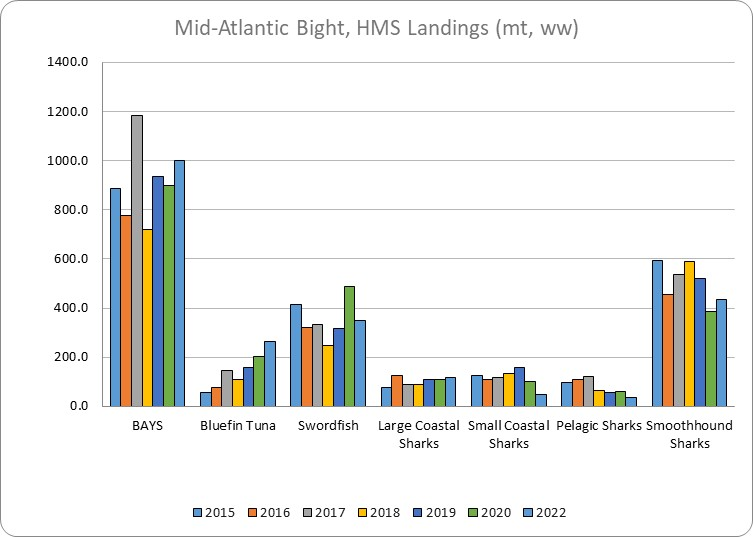 Mid-Atlantic Bight, HMS Landings (mt, ww)
1400.0
1200.0
1000.0
800.0
600.0
400.0
200.0
0.0
BAYS
Bluefin Tuna
Swordfish
Large Coastal
Sharks
Small Coastal
Sharks
Pelagic Sharks
Smoothhound
Sharks
2015 2016 2017 2018 2019 2020 2022